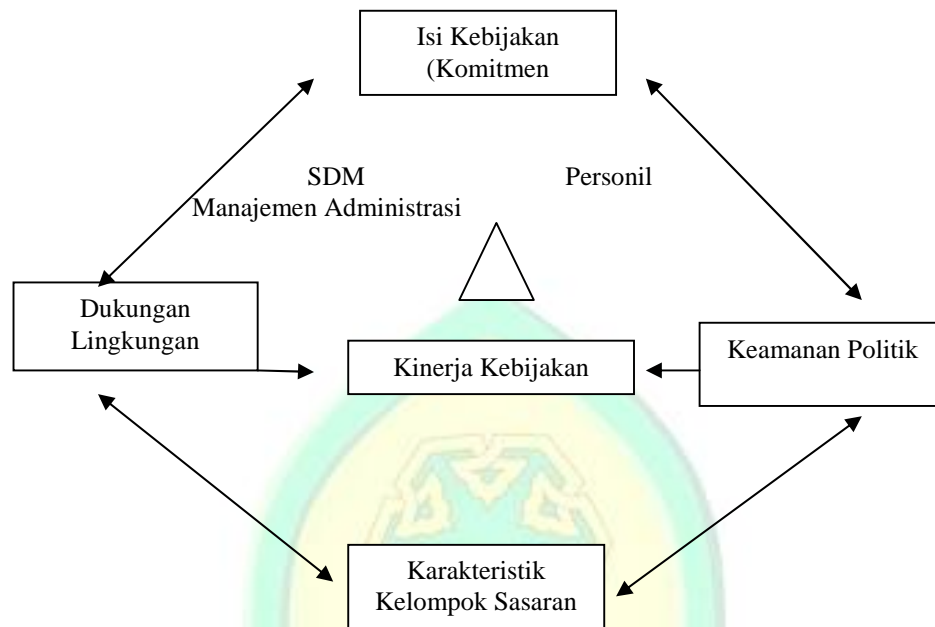 Isi Kebijakan
(Komitmen
SDM
Personil
Manajemen Administrasi
Dukungan
Lingkungan
Kinerja Kebijakan
Keamanan Politik
Karakteristik
Kelompok Sasaran